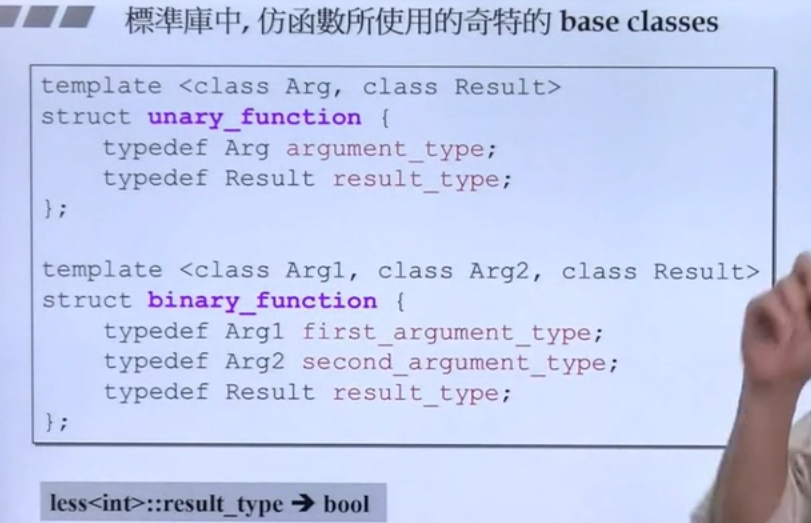 標準庫中, 仿函數所使用的奇特的 base classes
template <class Arg, class Result>
struct unary_function {
    typedef Arg argument_type;
    typedef Result result_type;
};
template <class Arg1, class Arg2, class Result>
struct binary_function {
    typedef Arg1 first_argument_type;
    typedef Arg2 second_argument_type;
    typedef Result result_type;
};
less<int>::result_type ➔ bool